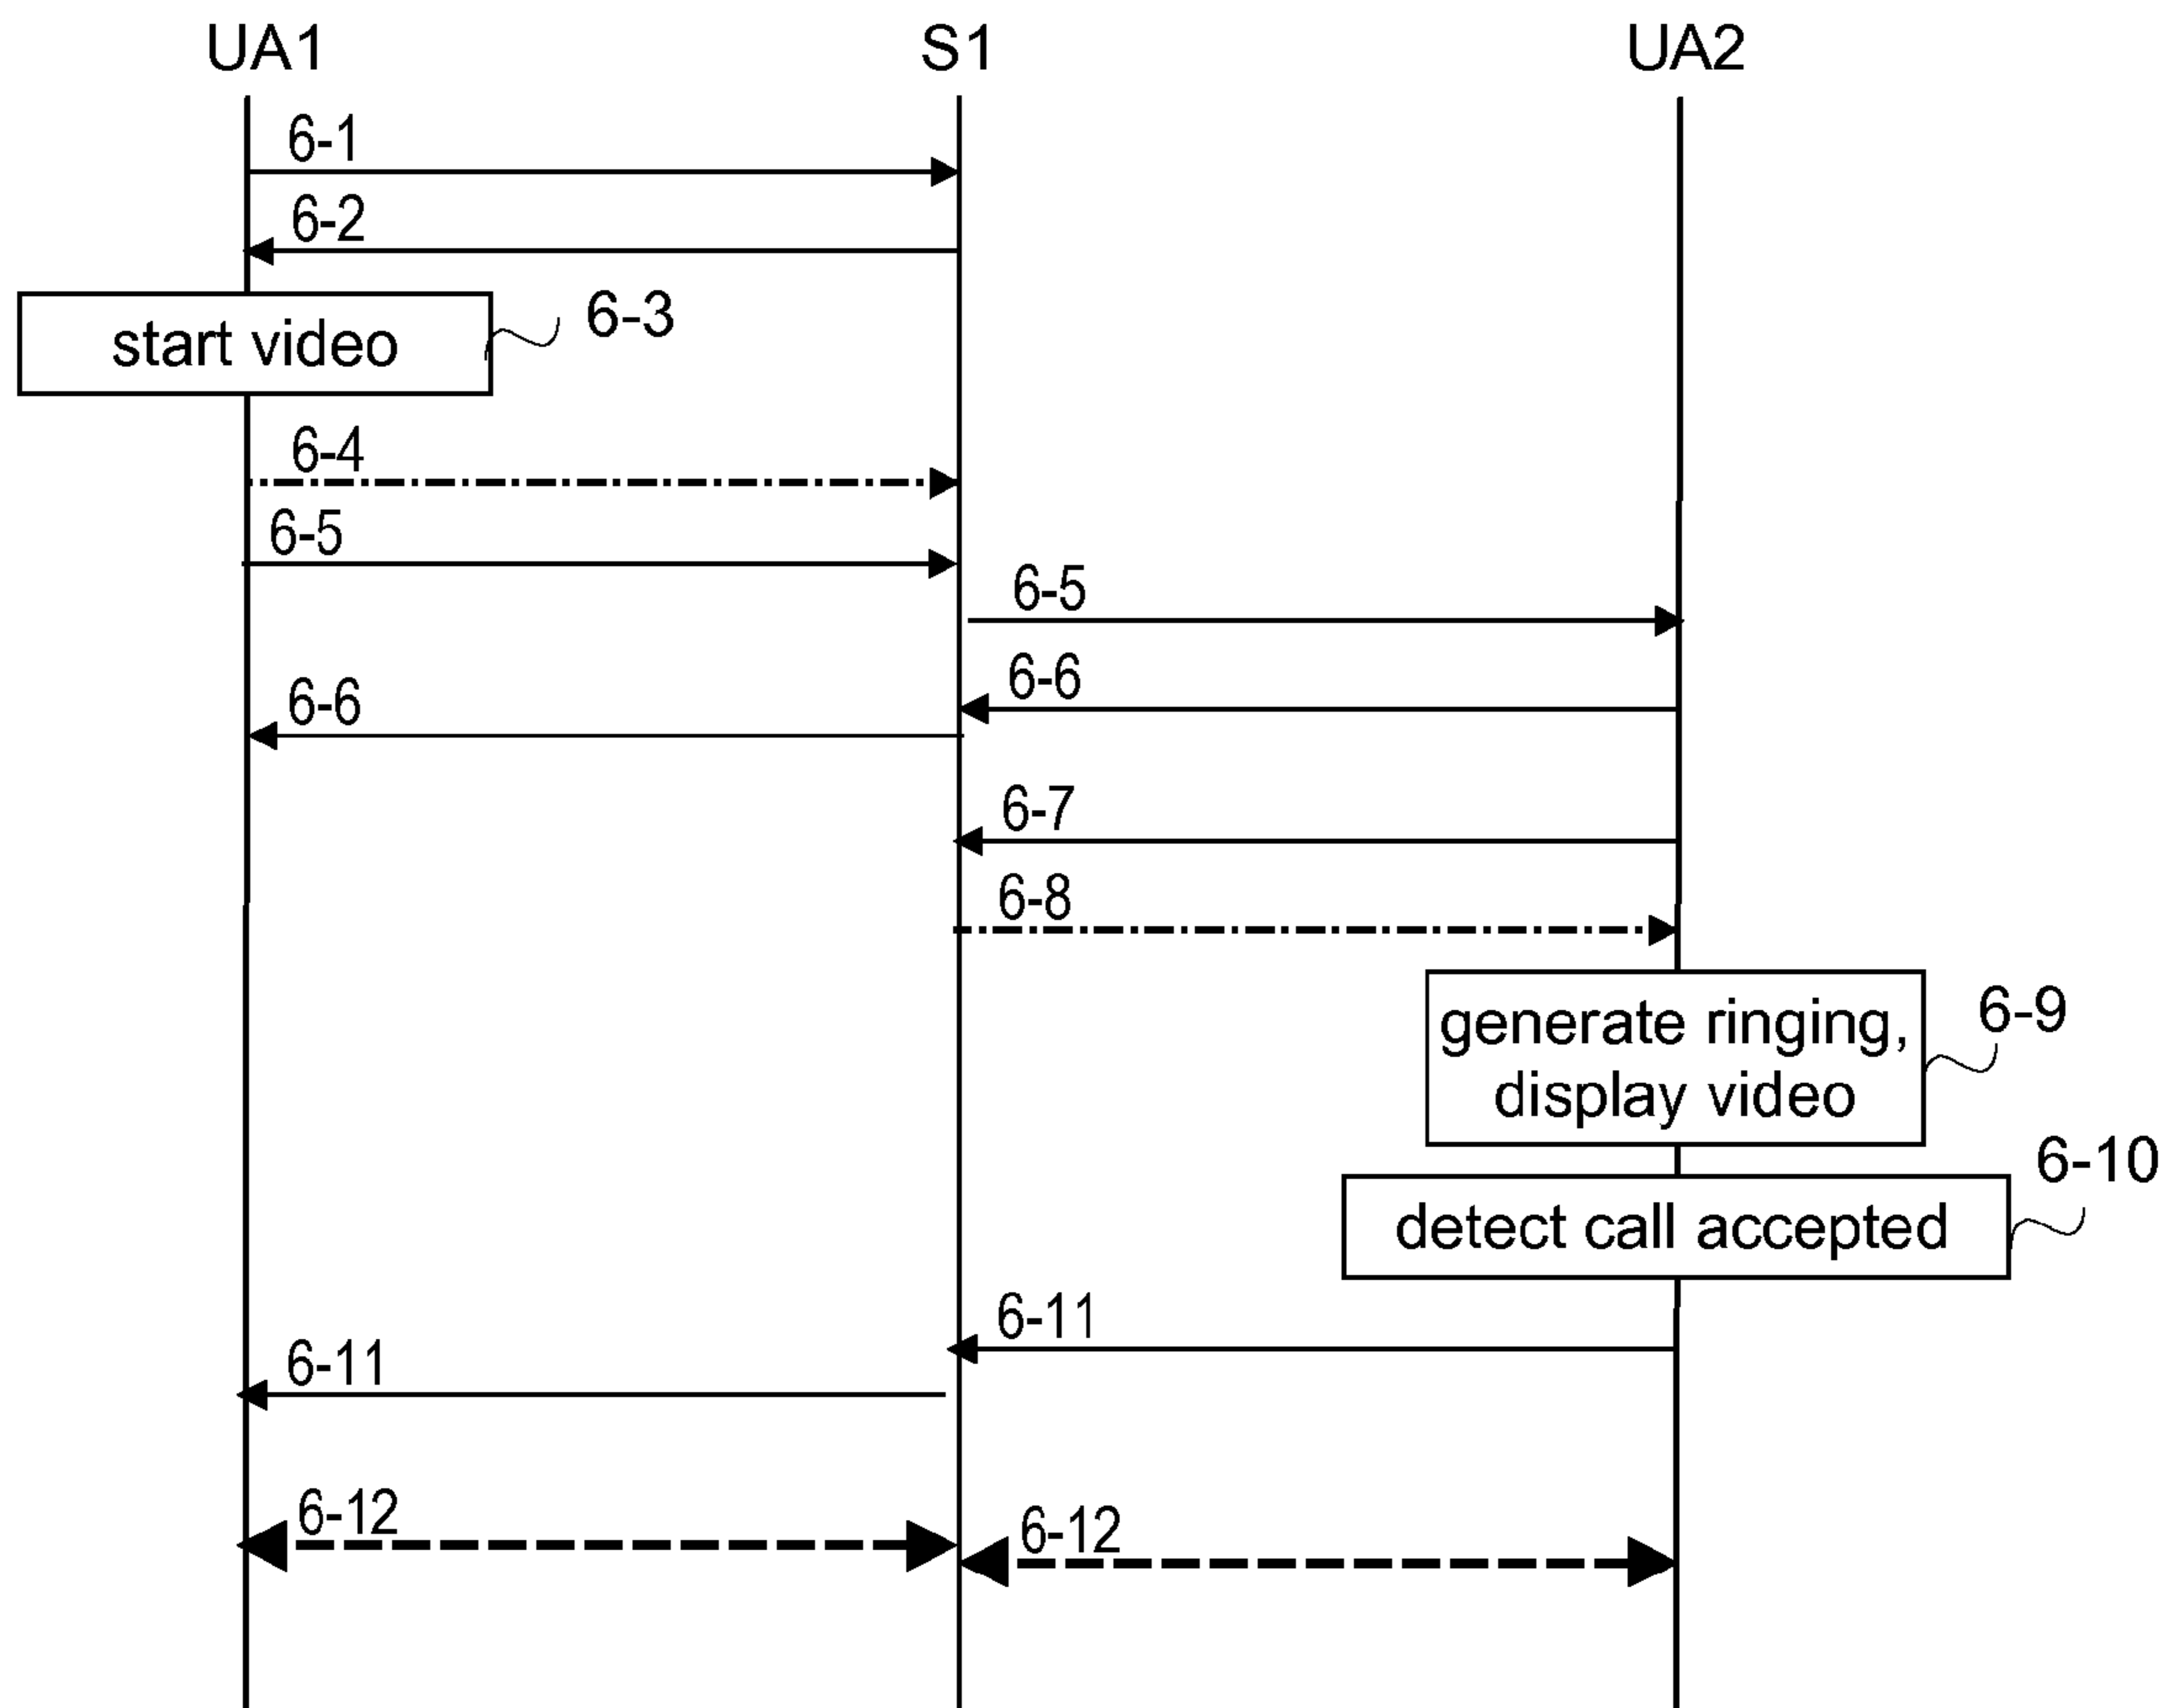 UA1
S1
UA2
6-1
6-2
start video
6-3
6-4
6-5
6-5
6-6
6-6
6-7
6-8
generate ringing,
display video
6-9
detect call accepted
6-10
6-11
6-11
6-12
6-12